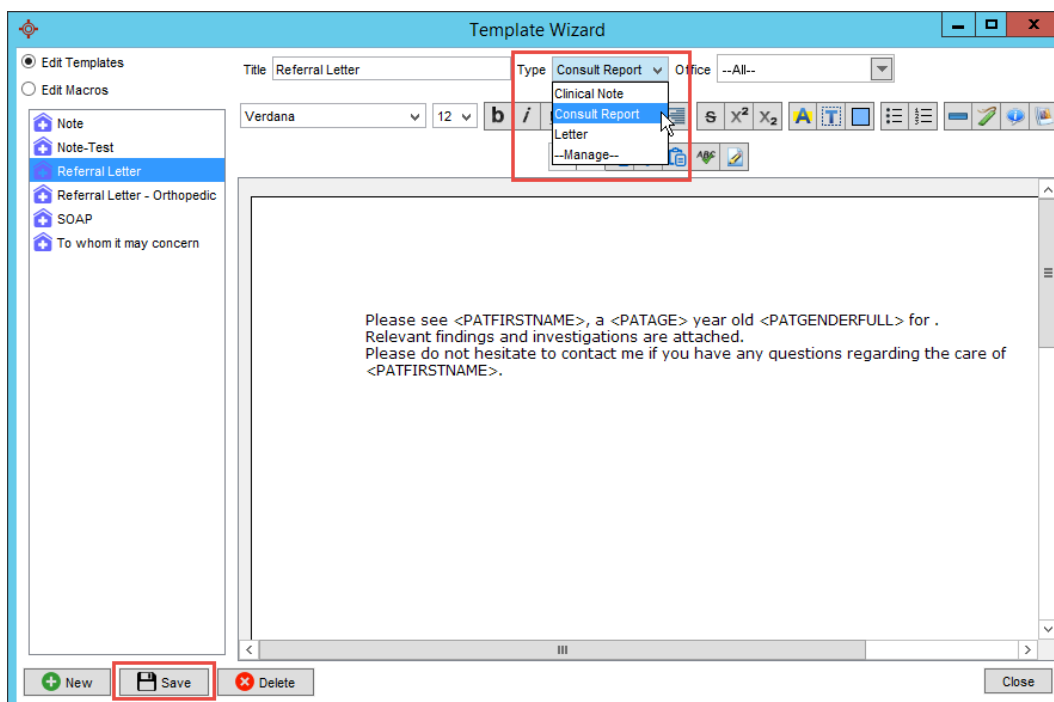 Template Wizard
Edit Templates
Edit Macros
Title Referral Letter Type Consult Report Office --All--
Clinical Note
Consult Report
Letter
--Manage--
Verdana 12 b i S X² X₂ A T
ABC
Note
Note-Test
Referral Letter
Referral Letter - Orthopedic
SOAP
To whom it may concern
Please see <PATFIRSTNAME>, a <PATAGE> year old <PATGENDERFULL> for .
Relevant findings and investigations are attached.
Please do not hesitate to contact me if you have any questions regarding the care of
<PATFIRSTNAME>.
New Save Delete Close